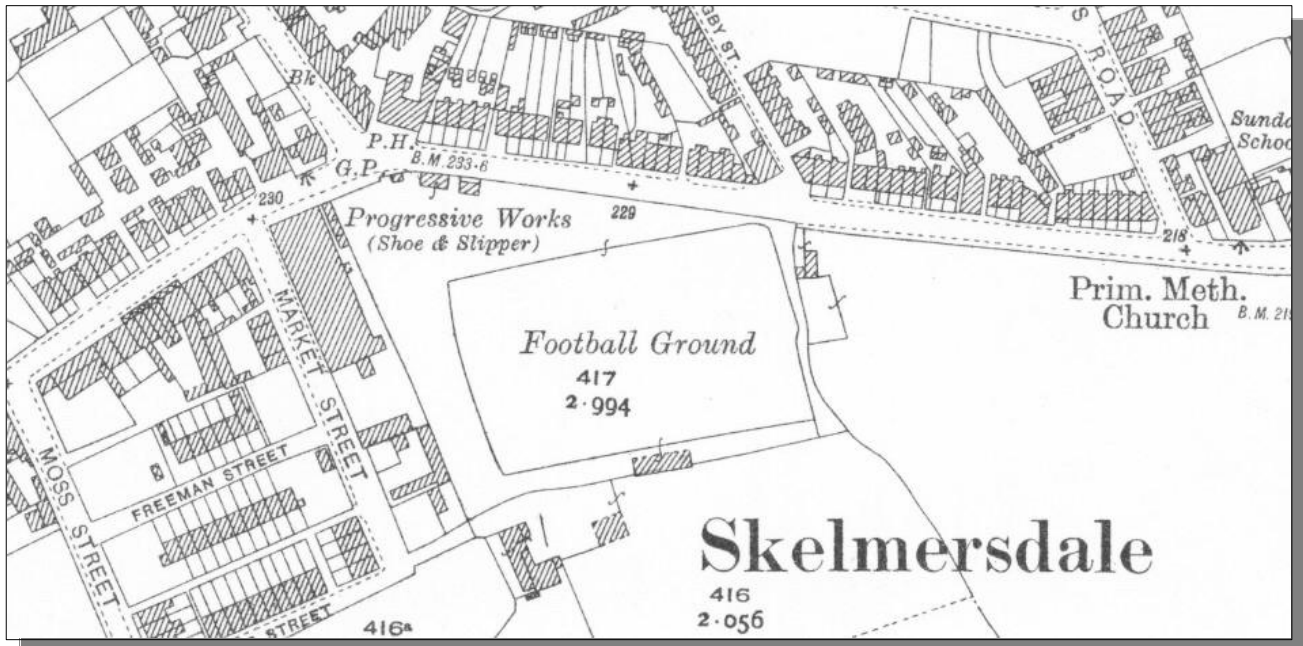 GBY ST.
S ROAD
Bk
P.H.
B.M. 233·6
G.P.
230
Progressive Works
(Shoe & Slipper)
229
218
Sunda
Schoo
Prim. Meth.
Church
B.M. 219
MARKET STREET
Football Ground
417
2·994
MOSS STREET
FREEMAN STREET
Skelmersdale
416
2·056
STREET
416a